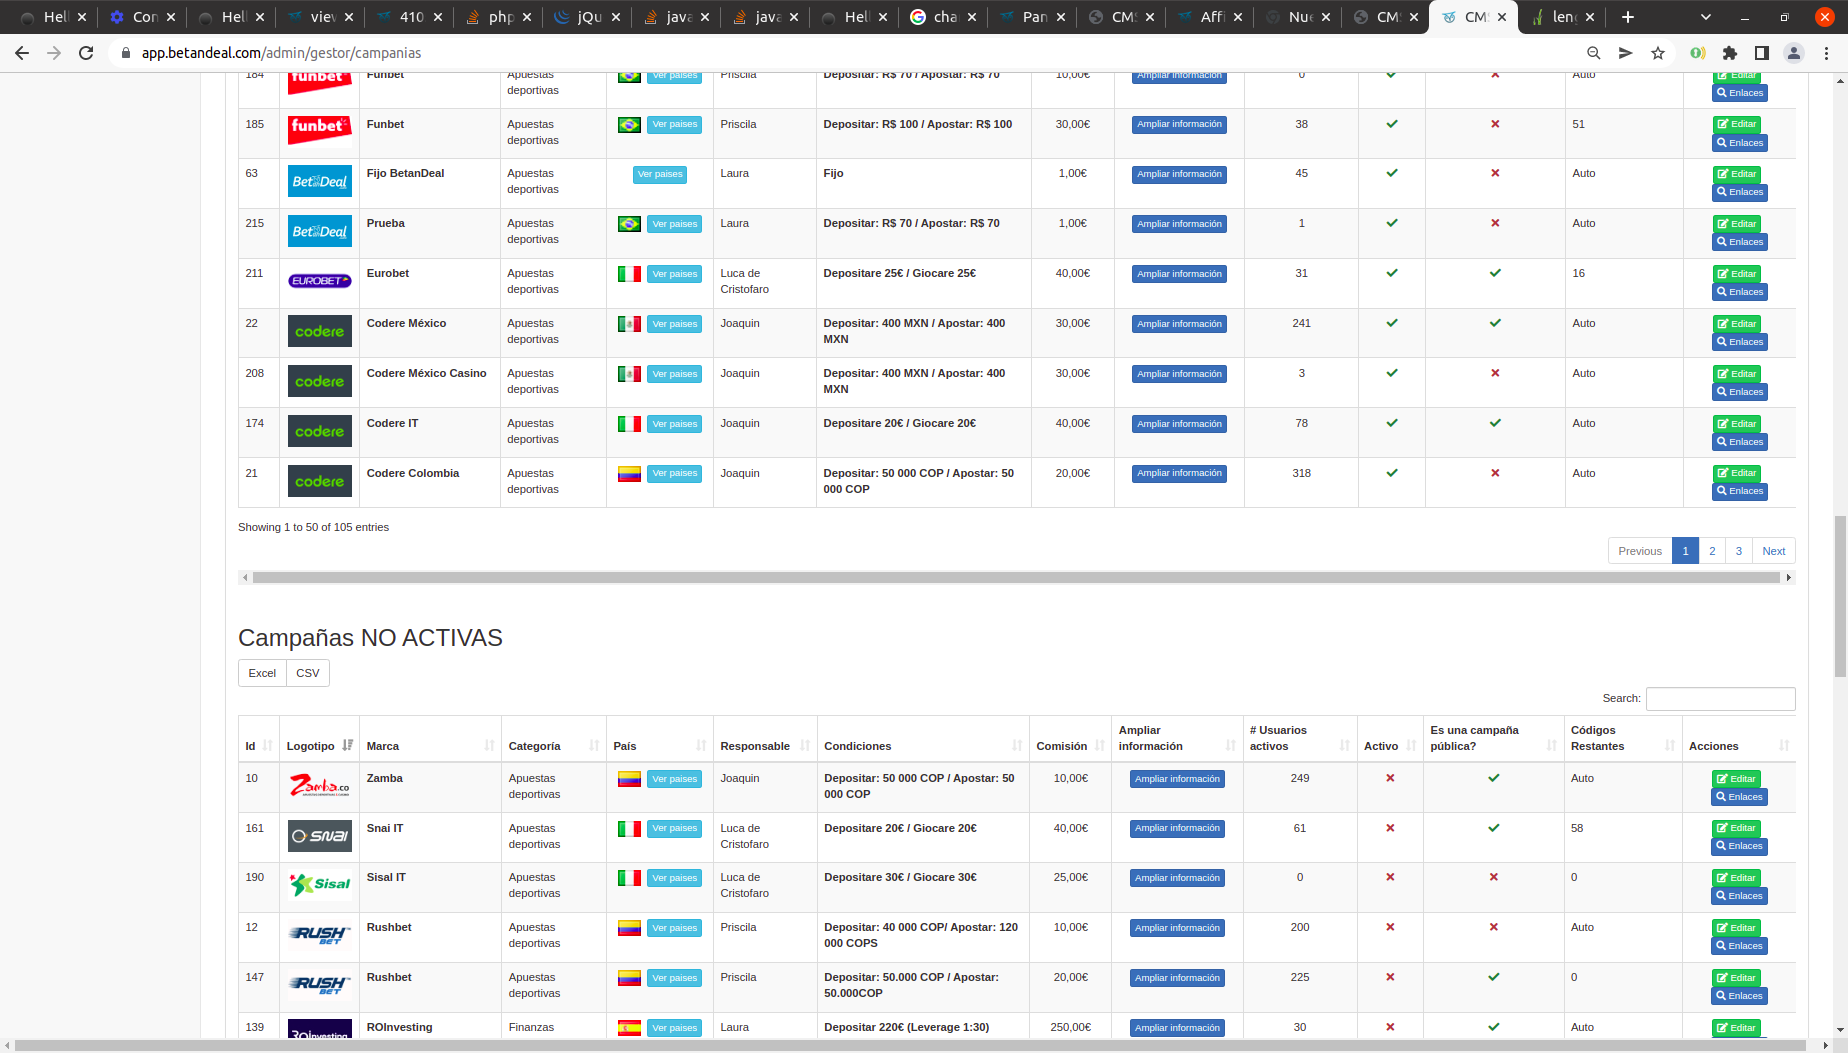 Hell Con Hell view 410 php jQu java java Hell cha Pan CMS Affi Nue CMS CMS leng
app.betandeal.com/admin/gestor/campanias
184 funbet Funbet Apuestas deportivas Ver paises Priscila Depositar: R$ 70 / Apostar: R$ 70 10,00€ Ampliar información 0 Auto Editar
Enlaces
185 funbet Funbet Apuestas deportivas Ver paises Priscila Depositar: R$ 100 / Apostar: R$ 100 30,00€ Ampliar información 38 51 Editar
Enlaces
63 BetanDeal Fijo BetanDeal Apuestas deportivas Ver paises Laura Fijo 1,00€ Ampliar información 45 Auto Editar
Enlaces
215 BetanDeal Prueba Apuestas deportivas Ver paises Laura Depositar: R$ 70 / Apostar: R$ 70 1,00€ Ampliar información 1 Auto Editar
Enlaces
211 EUROBET Eurobet Apuestas deportivas Ver paises Luca de Cristofaro Depositare 25€ / Giocare 25€ 40,00€ Ampliar información 31 16 Editar
Enlaces
22 codere Codere México Apuestas deportivas Ver paises Joaquin Depositar: 400 MXN / Apostar: 400 MXN 30,00€ Ampliar información 241 Auto Editar
Enlaces
208 codere Codere México Casino Apuestas deportivas Ver paises Joaquin Depositar: 400 MXN / Apostar: 400 MXN 30,00€ Ampliar información 3 Auto Editar
Enlaces
174 codere Codere IT Apuestas deportivas Ver paises Joaquin Depositare 20€ / Giocare 20€ 40,00€ Ampliar información 78 Auto Editar
Enlaces
21 codere Codere Colombia Apuestas deportivas Ver paises Joaquin Depositar: 50 000 COP / Apostar: 50 000 COP 20,00€ Ampliar información 318 Auto Editar
Enlaces
Showing 1 to 50 of 105 entries
Previous 1 2 3 Next
Campañas NO ACTIVAS
Excel CSV
Search:
Id Logotipo Marca Categoría País Responsable Condiciones Comisión Ampliar información # Usuarios activos Activo Es una campaña pública? Códigos Restantes Acciones
10 Zamba.co Zamba Apuestas deportivas Ver paises Joaquin Depositar: 50 000 COP / Apostar: 50 000 COP 10,00€ Ampliar información 249 Auto Editar
Enlaces
161 SNAI Snai IT Apuestas deportivas Ver paises Luca de Cristofaro Depositare 20€ / Giocare 20€ 40,00€ Ampliar información 61 58 Editar
Enlaces
190 Sisal Sisal IT Apuestas deportivas Ver paises Luca de Cristofaro Depositare 30€ / Giocare 30€ 25,00€ Ampliar información 0 0 Editar
Enlaces
12 RUSH BET Rushbet Apuestas deportivas Ver paises Priscila Depositar: 40 000 COP/ Apostar: 120 000 COPS 10,00€ Ampliar información 200 Auto Editar
Enlaces
147 RUSH BET Rushbet Apuestas deportivas Ver paises Priscila Depositar: 50.000 COP / Apostar: 50.000COP 20,00€ Ampliar información 225 0 Editar
Enlaces
139 ROInvesting ROInvesting Finanzas Ver paises Laura Depositar 220€ (Leverage 1:30) 250,00€ Ampliar información 30 Auto Editar